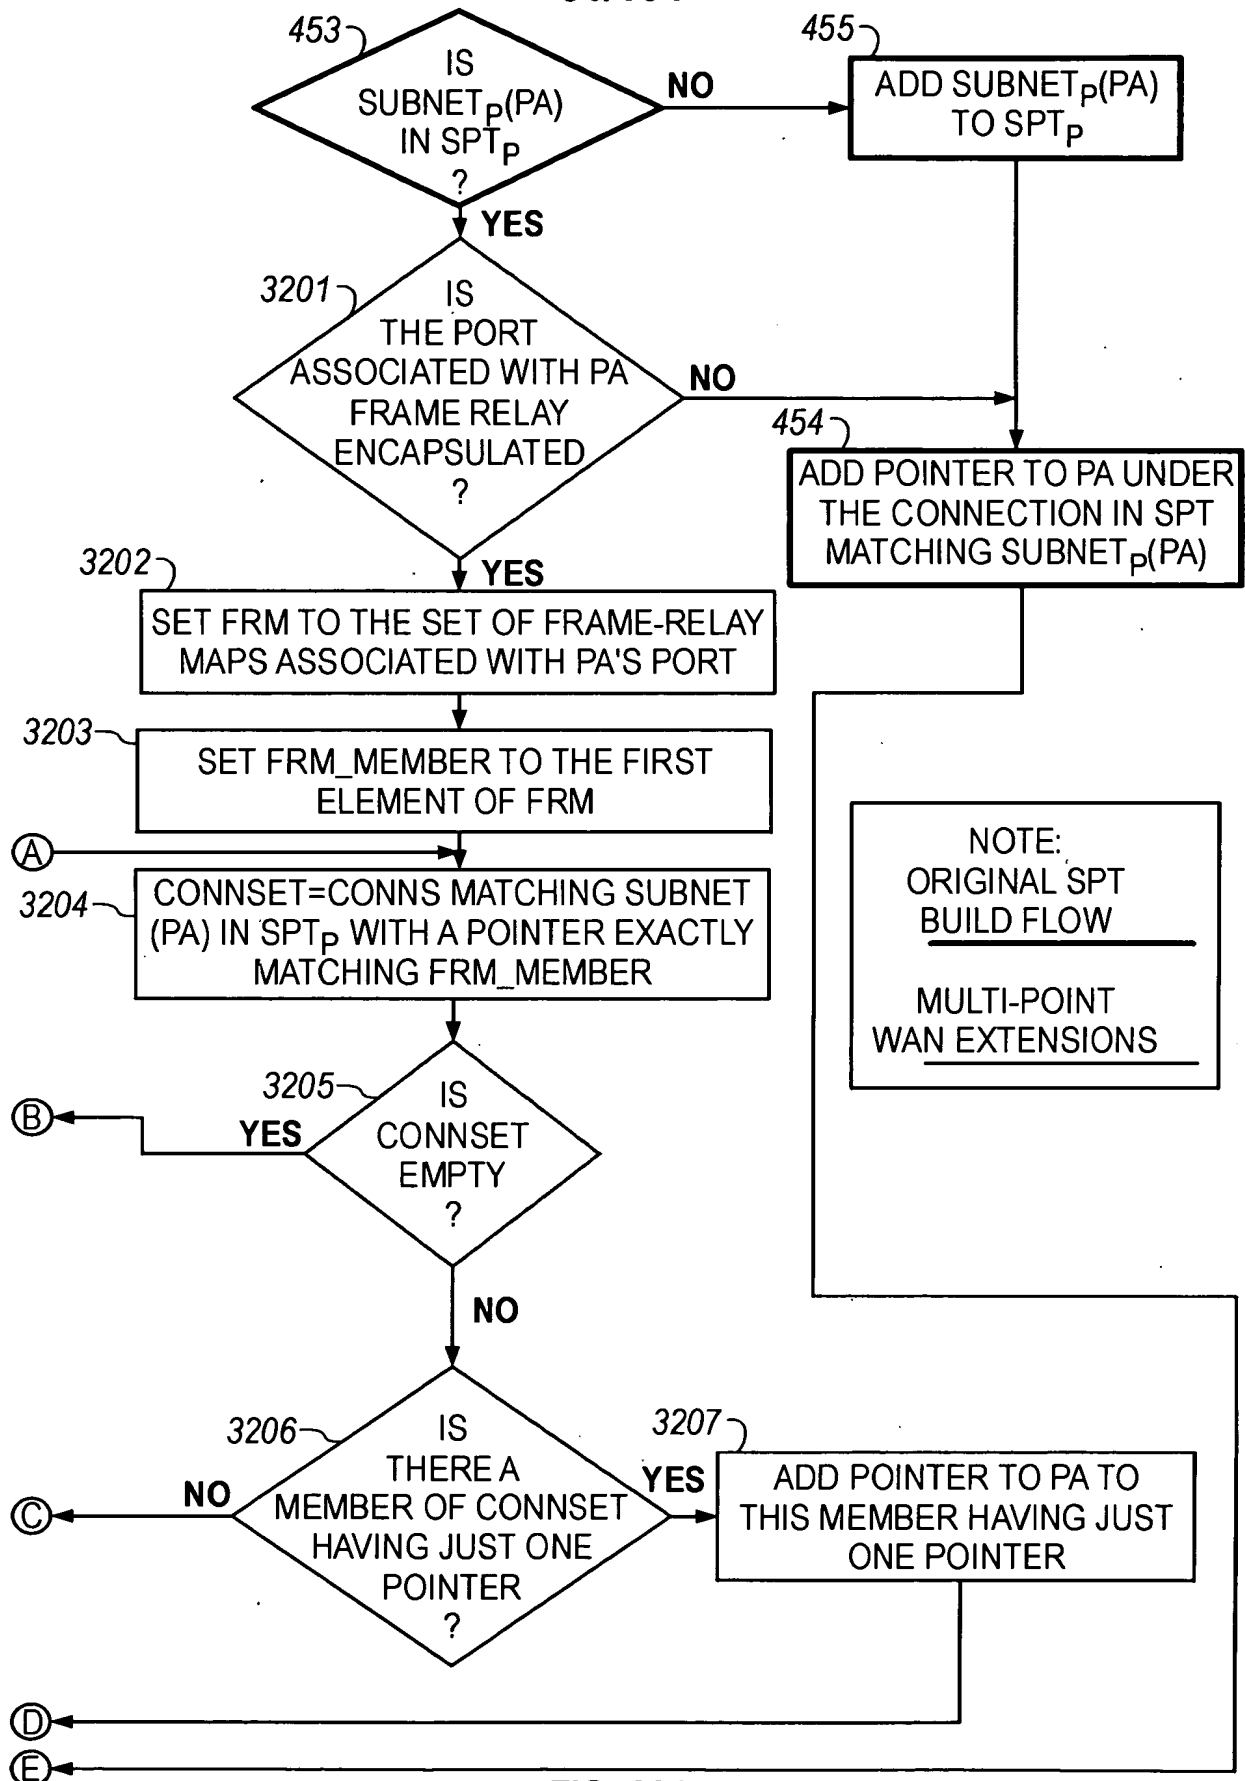 453
IS
SUBNETP(PA)
IN SPTP
?
NO
YES
455
ADD SUBNETP(PA)
TO SPTP
3201
IS
THE PORT
ASSOCIATED WITH PA
FRAME RELAY
ENCAPSULATED
?
NO
YES
454
ADD POINTER TO PA UNDER
THE CONNECTION IN SPT
MATCHING SUBNETP(PA)
3202
SET FRM TO THE SET OF FRAME-RELAY
MAPS ASSOCIATED WITH PA'S PORT
3203
SET FRM_MEMBER TO THE FIRST
ELEMENT OF FRM
A
3204
CONNSET=CONNS MATCHING SUBNET
(PA) IN SPTP WITH A POINTER EXACTLY
MATCHING FRM_MEMBER
NOTE:
ORIGINAL SPT
BUILD FLOW
MULTI-POINT
WAN EXTENSIONS
3205
IS
CONNSET
EMPTY
?
YES
B
NO
3206
IS
THERE A
MEMBER OF CONNSET
HAVING JUST ONE
POINTER
?
NO
C
YES
3207
ADD POINTER TO PA TO
THIS MEMBER HAVING JUST
ONE POINTER
D
E